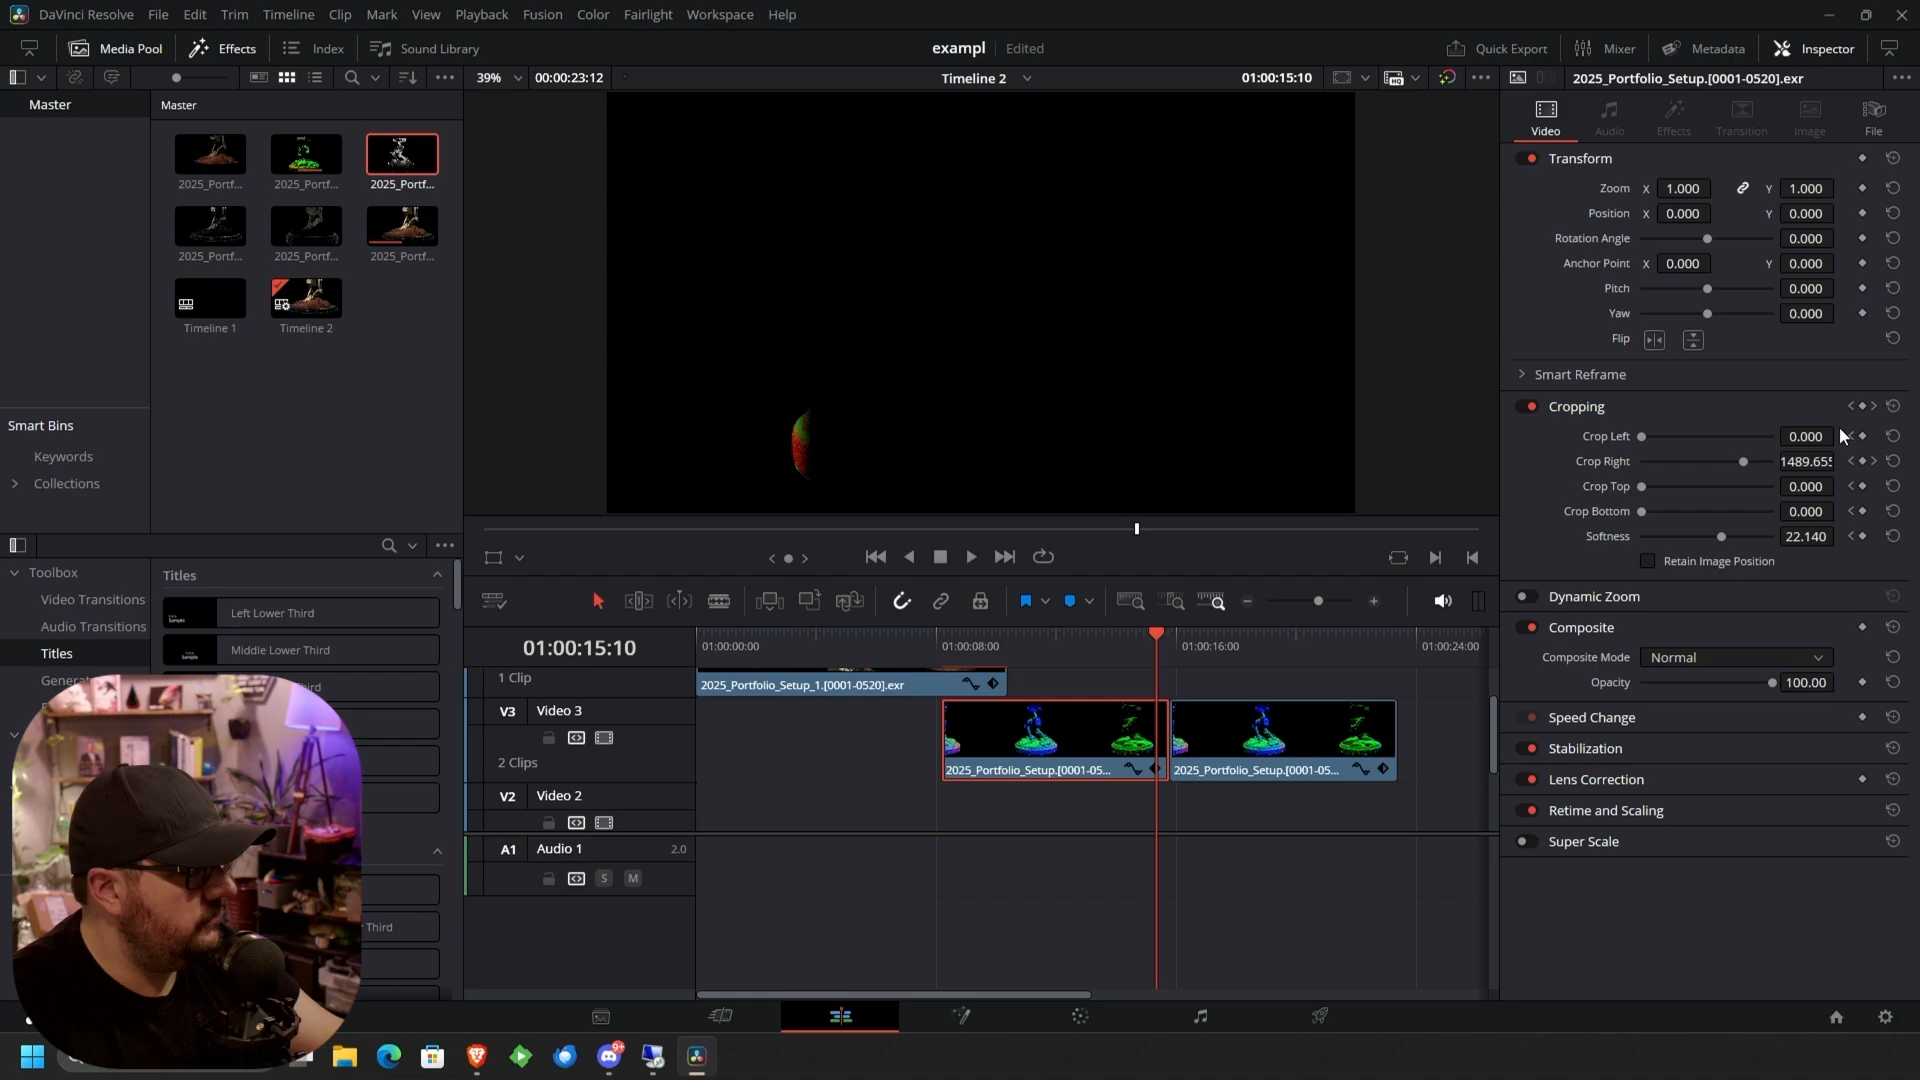 DaVinci Resolve File Edit Trim Timeline Clip Mark View Playback Fusion Color Fairlight Workspace Help
Media Pool Effects Index Sound Library exampl Edited Quick Export Mixer Metadata Inspector
39% 00:00:23:12 Timeline 2 01:00:15:10 2025_Portfolio_Setup.[0001-0520].exr
Master Master
2025_Portf... 2025_Portf... 2025_Portf...
2025_Portf... 2025_Portf... 2025_Portf...
Timeline 1 Timeline 2
Smart Bins
Keywords
Collections
Video Audio Effects Transition Image File
Transform
Zoom X 1.000 Y 1.000
Position X 0.000 Y 0.000
Rotation Angle 0.000
Anchor Point X 0.000 Y 0.000
Pitch 0.000
Yaw 0.000
Flip
Smart Reframe
Cropping
Crop Left 0.000
Crop Right 1489.655
Crop Top 0.000
Crop Bottom 0.000
Softness 22.140
Retain Image Position
Dynamic Zoom
Composite
Composite Mode Normal
Opacity 100.00
Speed Change
Stabilization
Lens Correction
Retime and Scaling
Super Scale
Toolbox
Video Transitions
Audio Transitions
Titles
Titles
Left Lower Third
Middle Lower Third
Third
01:00:15:10 01:00:00:00 01:00:08:00 01:00:16:00 01:00:24:00
1 Clip
2025_Portfolio_Setup_1.[0001-0520].exr
V3 Video 3
2 Clips
2025_Portfolio_Setup.[0001-05... 2025_Portfolio_Setup.[0001-05...
V2 Video 2
A1 Audio 1 2.0
S M
9+